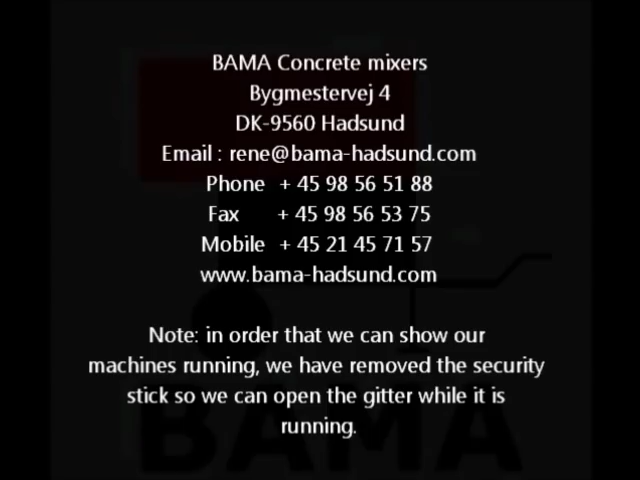 BAMA Concrete mixers
Bygmestervej 4
DK-9560 Hadsund
Email : rene@bama-hadsund.com
Phone + 45 98 56 51 88
Fax + 45 98 56 53 75
Mobile + 45 21 45 71 57
www.bama-hadsund.com
Note: in order that we can show our
machines running, we have removed the security
stick so we can open the gitter while it is
running.
BAMA